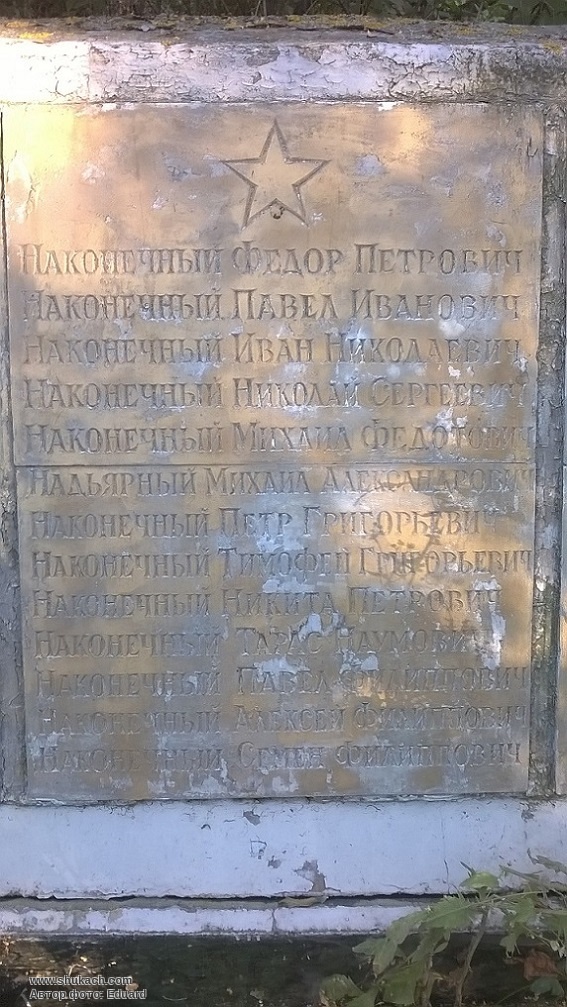 Наконечный Федор Петрович
Наконечный Павел Иванович
Наконечный Иван Николаевич
Наконечный Николай Сергеевич
Наконечный Михаил Федотович
Надьярный Михаил Александрович
Наконечный Петр Григорьевич
Наконечный Тимофей Григорьевич
Наконечный Никита Петрович
Наконечный Тарас Наумович
Наконечный Павел Филиппович
Наконечный Алексей Филиппович
Наконечный Семен Филиппович
www.shukach.com
Автор фото: Eduard